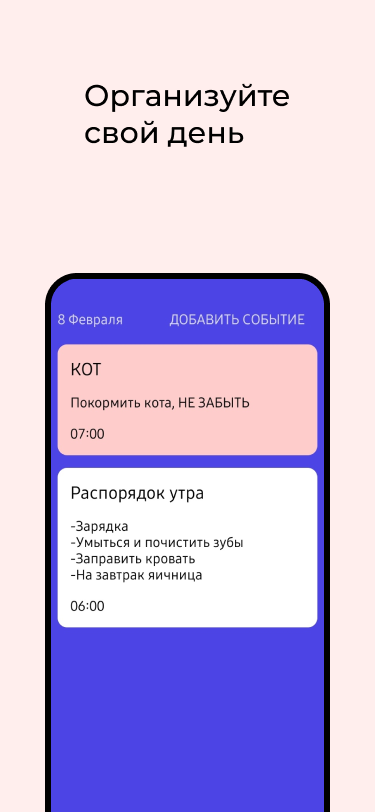 Организуйте
свой день
8 Февраля
ДОБАВИТЬ СОБЫТИЕ
КОТ
Покормить кота, НЕ ЗАБЫТЬ
07:00
Распорядок утра
-Зарядка
-Умыться и почистить зубы
-Заправить кровать
-На завтрак яичница
06:00